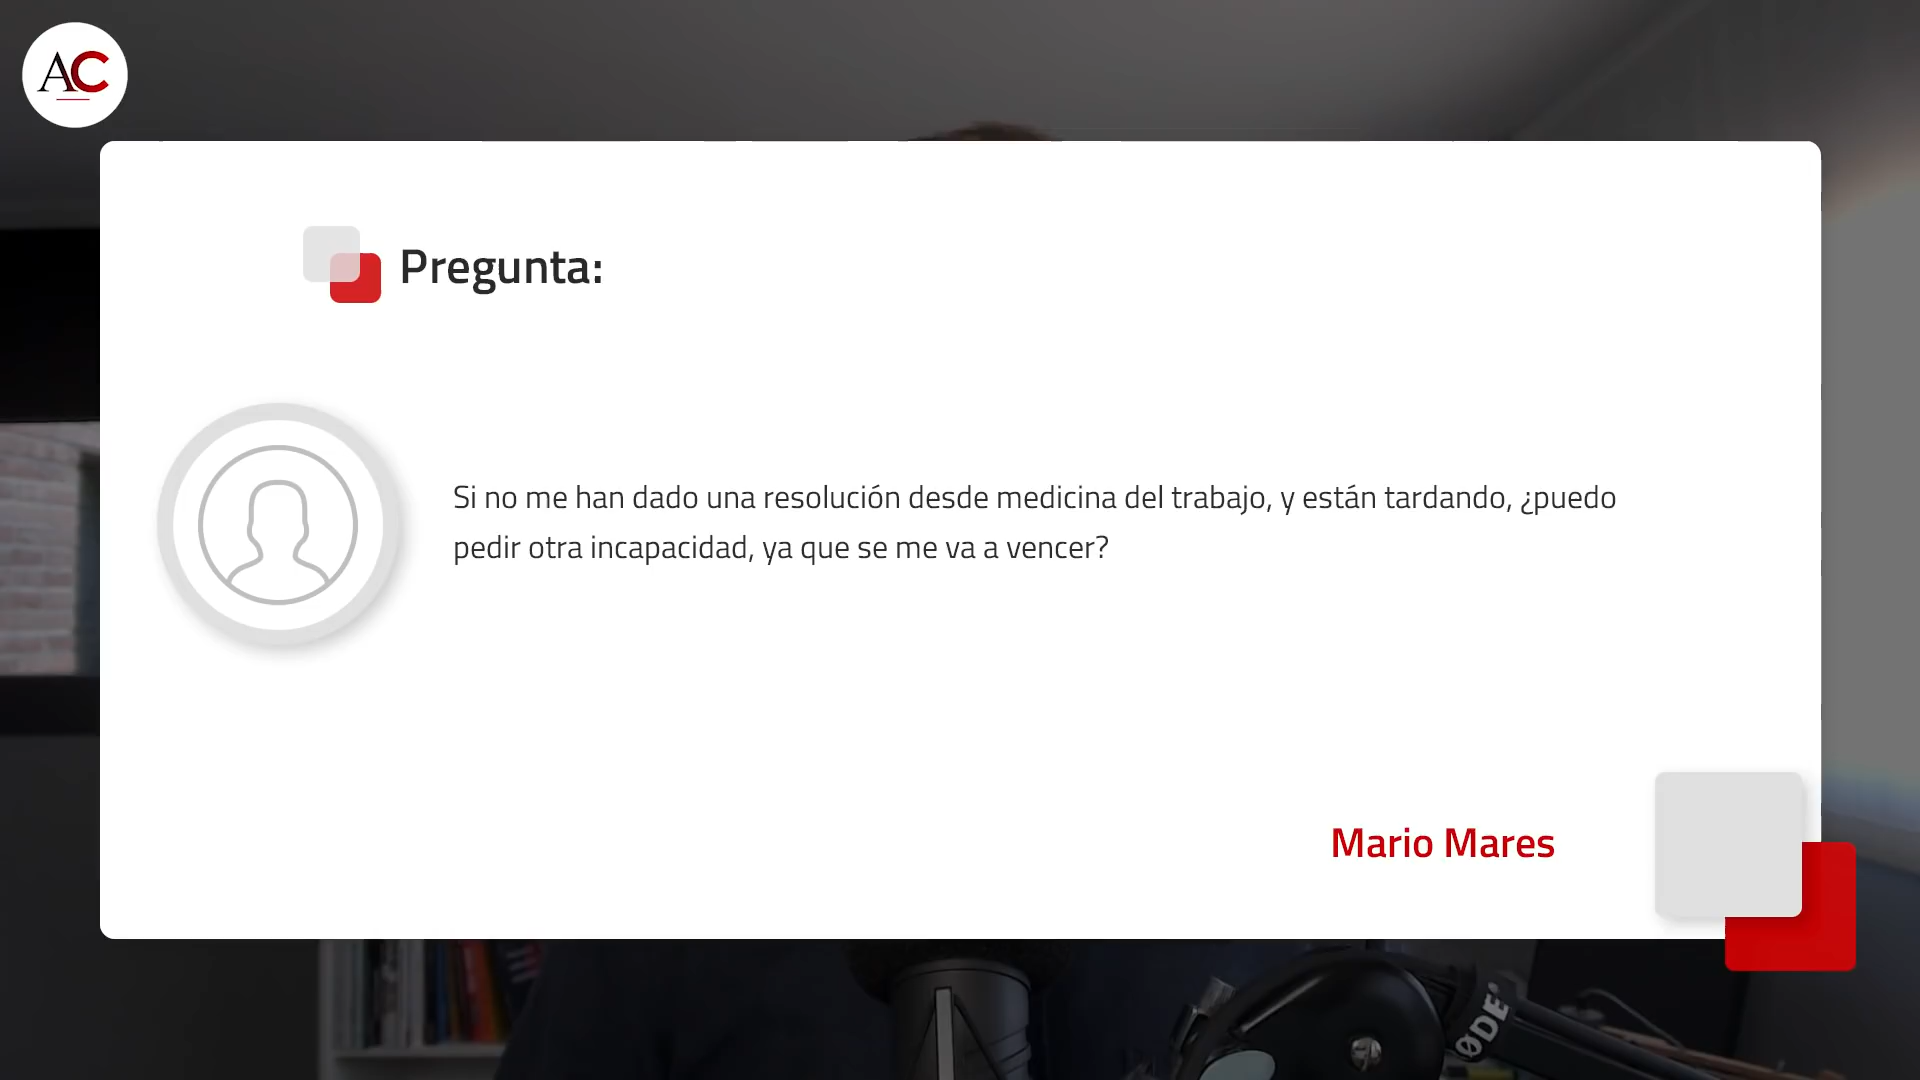 AC
Pregunta:
Si no me han dado una resolución desde medicina del trabajo, y están tardando, ¿puedo
pedir otra incapacidad, ya que se me va a vencer?
Mario Mares
RØDE